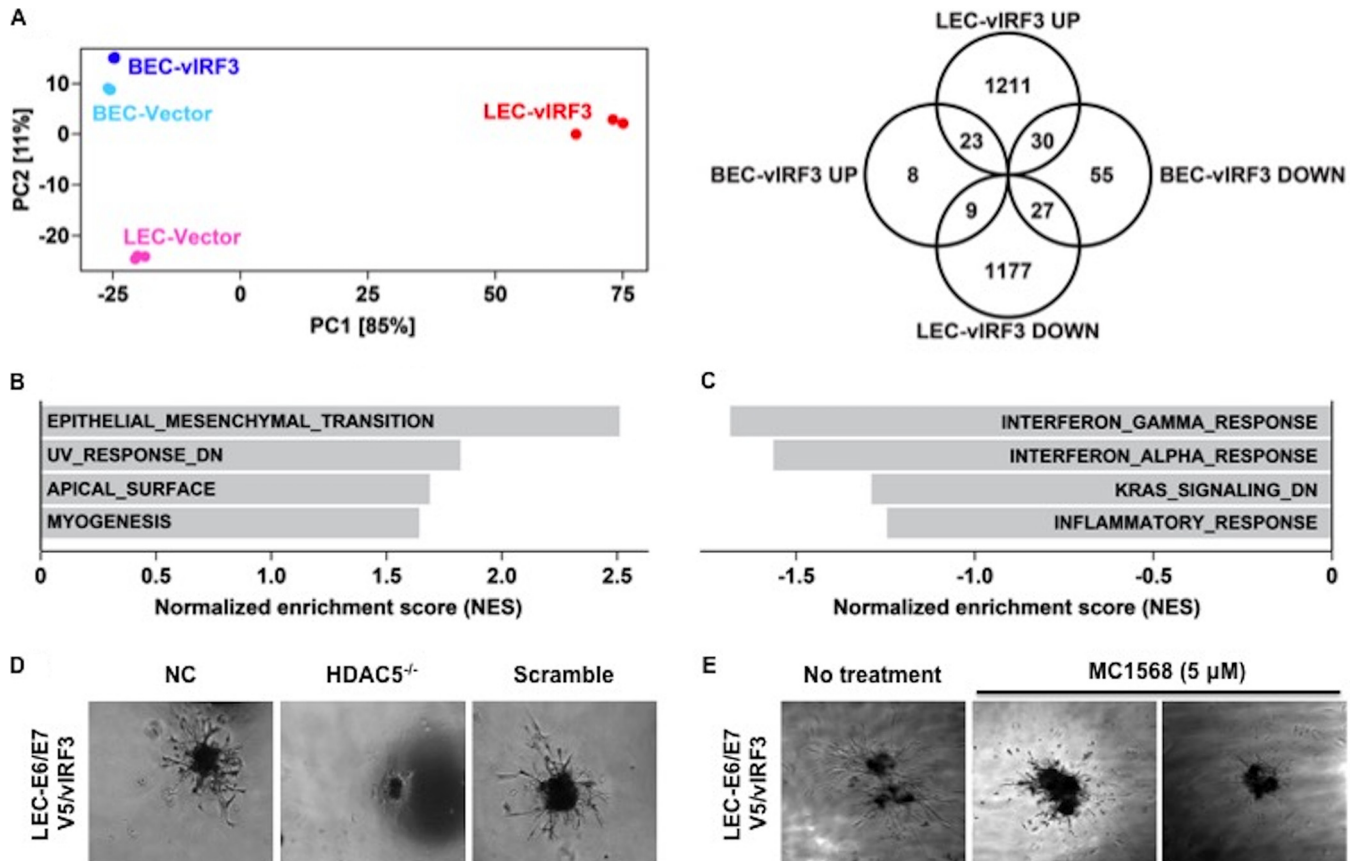 A
PC2 [11%]
10
0
-10
-20
BEC-vIRF3
BEC-Vector
LEC-vIRF3
LEC-Vector
-25 0 25 50 75
PC1 [85%]
LEC-vIRF3 UP
1211
23 30
BEC-vIRF3 UP 8 55 BEC-vIRF3 DOWN
9 27
1177
LEC-vIRF3 DOWN
B
EPITHELIAL_MESENCHYMAL_TRANSITION
UV_RESPONSE_DN
APICAL_SURFACE
MYOGENESIS
0 0.5 1.0 1.5 2.0 2.5
Normalized enrichment score (NES)
C
INTERFERON_GAMMA_RESPONSE
INTERFERON_ALPHA_RESPONSE
KRAS_SIGNALING_DN
INFLAMMATORY_RESPONSE
-1.5 -1.0 -0.5 0
Normalized enrichment score (NES)
D
NC HDAC5-/- Scramble
LEC-E6/E7
V5/vIRF3
E
No treatment MC1568 (5 µM)
LEC-E6/E7
V5/vIRF3